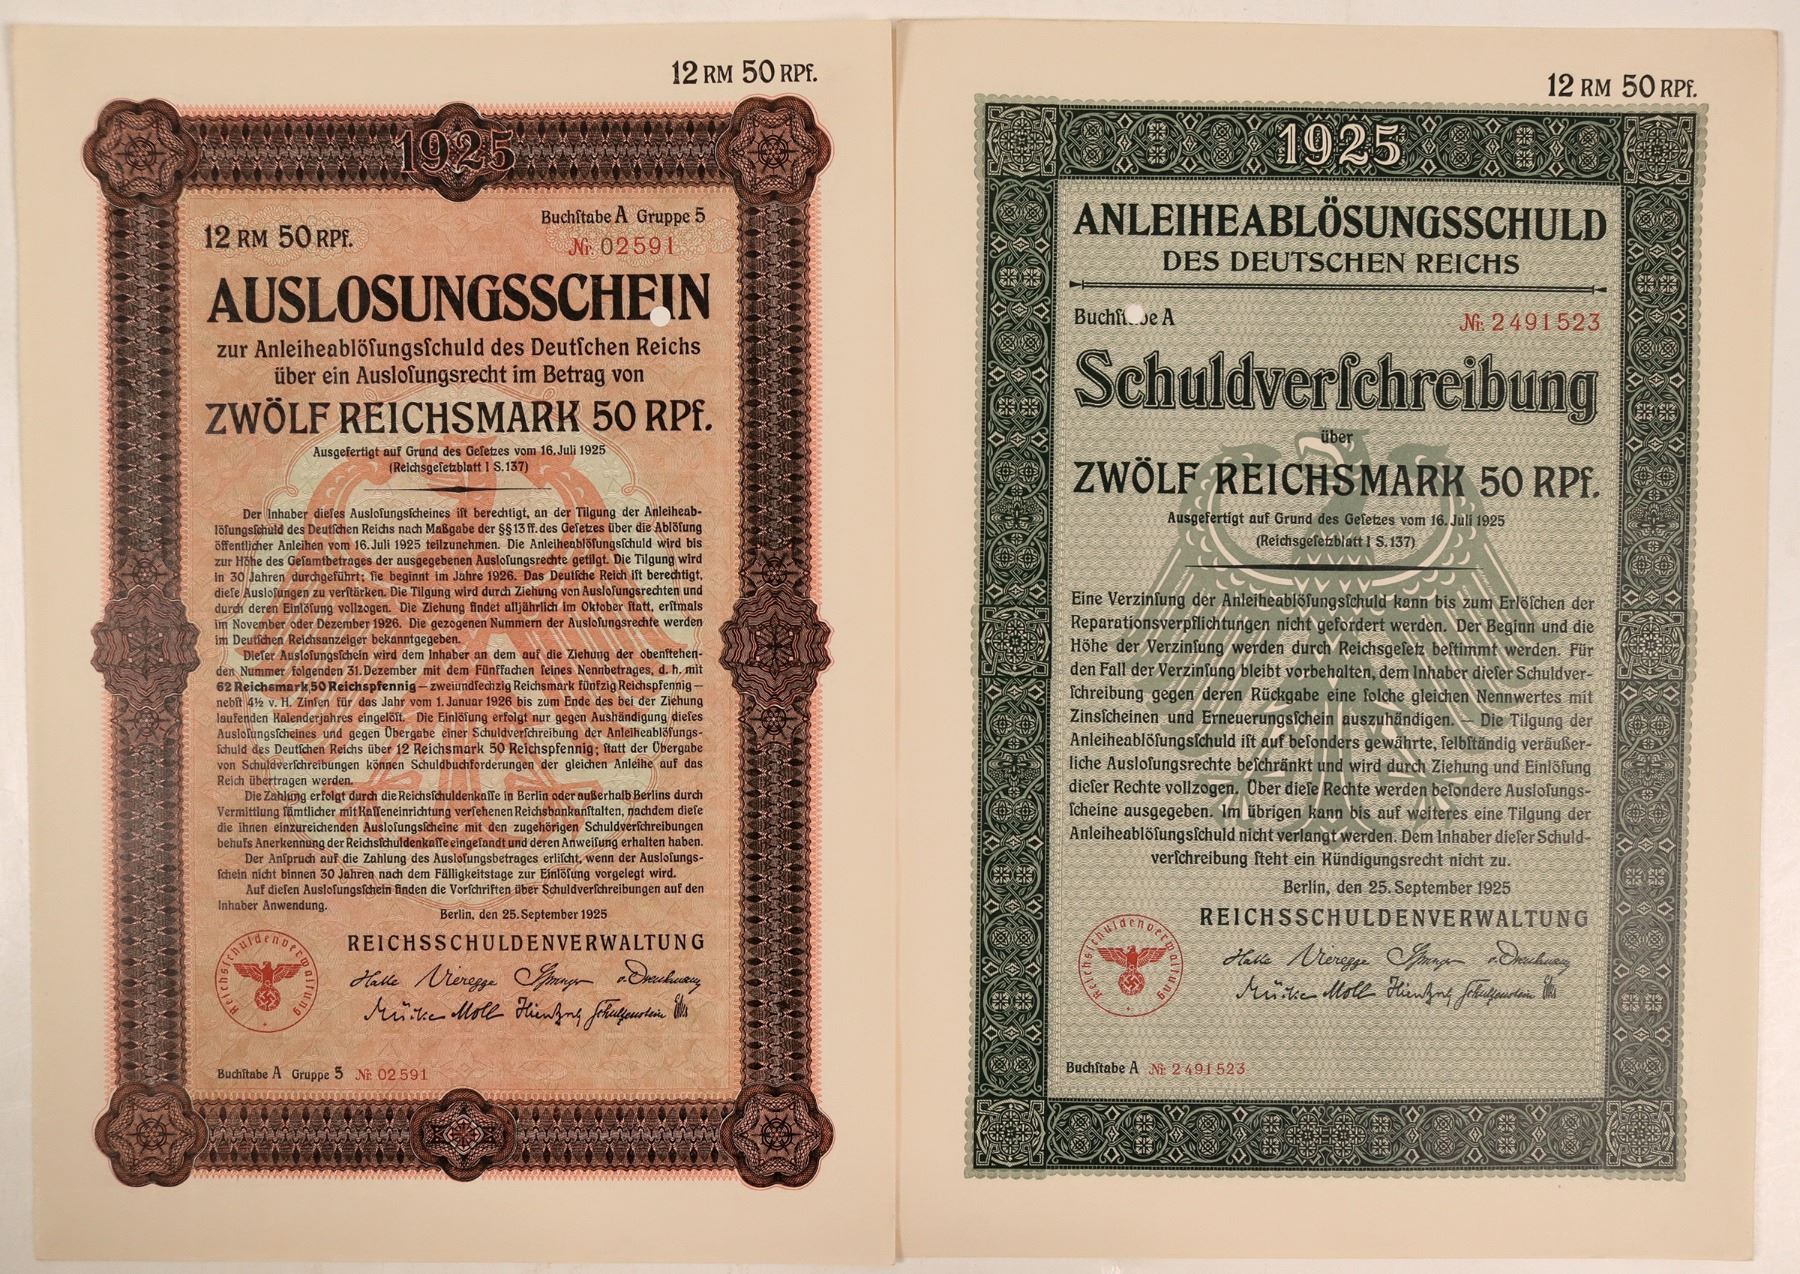 12 RM 50 RPf.
1925
Buchſtabe A Gruppe 5
12 RM 50 RPf.
Nr. 02591
AUSLOSUNGSSCHEIN
zur Anleiheablöſungsſchuld des Deutſchen Reichs
über ein Ausloſungsrecht im Betrag von
ZWÖLF REICHSMARK 50 RPf.
Ausgefertigt auf Grund des Geſetzes vom 16. Juli 1925
(Reichsgeſetzblatt I S. 137)
Der Inhaber dieſes Ausloſungsſcheines iſt berechtigt, an der Tilgung der Anleiheab-
löſungsſchuld des Deutſchen Reichs nach Maßgabe der §§ 13 ff. des Geſetzes über die Ablöſung
öffentlicher Anleihen vom 16. Juli 1925 teilzunehmen. Die Anleiheablöſungsſchuld wird bis
zur Höhe des Geſamtbetrages der ausgegebenen Ausloſungsrechte getilgt. Die Tilgung wird
in 30 Jahren durchgeführt; ſie beginnt im Jahre 1926. Das Deutſche Reich iſt berechtigt,
dieſe Ausloſungen zu verſtärken. Die Tilgung wird durch Ziehung von Ausloſungsrechten und
durch deren Einlöſung vollzogen. Die Ziehung findet alljährlich im Oktober ſtatt, erſtmals
im November oder Dezember 1926. Die gezogenen Nummern der Ausloſungsrechte werden
im Deutſchen Reichsanzeiger bekanntgegeben.
Dieſer Ausloſungsſchein wird dem Inhaber an dem auf die Ziehung der obenſtehen-
den Nummer folgenden 31. Dezember mit dem Fünffachen ſeines Nennbetrages, d. h. mit
62 Reichsmark, 50 Reichspfennig – zweiundſechzig Reichsmark fünfzig Reichspfennig –
nebſt 4½ v. H. Zinſen für das Jahr vom 1. Januar 1926 bis zum Ende des bei der Ziehung
laufenden Kalenderjahres eingelöſt. Die Einlöſung erfolgt nur gegen Aushändigung dieſes
Ausloſungsſcheines und gegen Übergabe einer Schuldverſchreibung der Anleiheablöſungs-
ſchuld des Deutſchen Reichs über 12 Reichsmark 50 Reichspfennig; ſtatt der Übergabe
von Schuldverſchreibungen können Schuldbuchforderungen der gleichen Anleihe auf das
Reich übertragen werden.
Die Zahlung erfolgt durch die Reichsſchuldenkaſſe in Berlin oder außerhalb Berlins durch
Vermittlung ſämtlicher mit Kaſſeneinrichtung verſehenen Reichsbankanſtalten, nachdem dieſe
die ihnen einzureichenden Ausloſungsſcheine mit den zugehörigen Schuldverſchreibungen
behufs Anerkennung der Reichsſchuldenkaſſe eingeſandt und deren Anweiſung erhalten haben.
Der Anſpruch auf die Zahlung des Ausloſungsbetrages erliſcht, wenn der Ausloſungs-
ſchein nicht binnen 30 Jahren nach dem Fälligkeitstage zur Einlöſung vorgelegt wird.
Auf dieſen Ausloſungsſchein finden die Vorſchriften über Schuldverſchreibungen auf den
Inhaber Anwendung.
Berlin, den 25. September 1925
REICHSSCHULDENVERWALTUNG
Reichsſchuldenverwaltung
Halle Vieregge Springer v. Drenkmann
Mücke Moll Schulzenstein
Buchſtabe A Gruppe 5 Nr. 02591
12 RM 50 RPf.
1925
ANLEIHEABLÖSUNGSSCHULD
DES DEUTSCHEN REICHS
Buchſtabe A
Nr. 2491523
Schuldverſchreibung
über
ZWÖLF REICHSMARK 50 RPf.
Ausgefertigt auf Grund des Geſetzes vom 16. Juli 1925
(Reichsgeſetzblatt I S. 137)
Eine Verzinſung der Anleiheablöſungsſchuld kann bis zum Erlöſchen der
Reparationsverpflichtungen nicht gefordert werden. Der Beginn und die
Höhe der Verzinſung werden durch Reichsgeſetz beſtimmt werden. Für
den Fall der Verzinſung bleibt vorbehalten, dem Inhaber dieſer Schuldver-
ſchreibung gegen deren Rückgabe eine ſolche gleichen Nennwertes mit
Zinsſcheinen und Erneuerungsſchein auszuhändigen. – Die Tilgung der
Anleiheablöſungsſchuld iſt auf beſonders gewährte, ſelbſtändig veräußer-
liche Ausloſungsrechte beſchränkt und wird durch Ziehung und Einlöſung
dieſer Rechte vollzogen. Über dieſe Rechte werden beſondere Ausloſungs-
ſcheine ausgegeben. Im übrigen kann bis auf weiteres eine Tilgung der
Anleiheablöſungsſchuld nicht verlangt werden. Dem Inhaber dieſer Schuld-
verſchreibung ſteht ein Kündigungsrecht nicht zu.
Berlin, den 25. September 1925
REICHSSCHULDENVERWALTUNG
Reichsſchuldenverwaltung
Halle Vieregge Springer v. Drenkmann
Mücke Moll Schulzenstein
Buchſtabe A Nr. 2491523